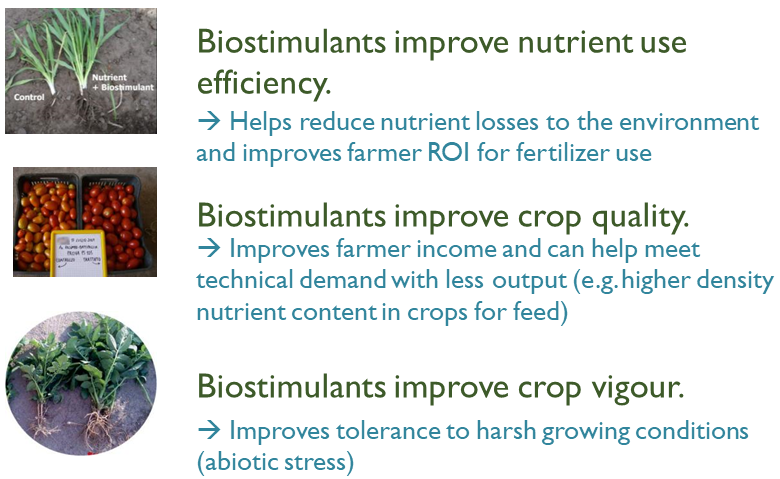 Control
Nutrient
+ Biostimulant
Biostimulants improve nutrient use
efficiency.
→ Helps reduce nutrient losses to the environment
and improves farmer ROI for fertilizer use
Biostimulants improve crop quality.
→ Improves farmer income and can help meet
technical demand with less output (e.g. higher density
nutrient content in crops for feed)
Biostimulants improve crop vigour.
→ Improves tolerance to harsh growing conditions
(abiotic stress)